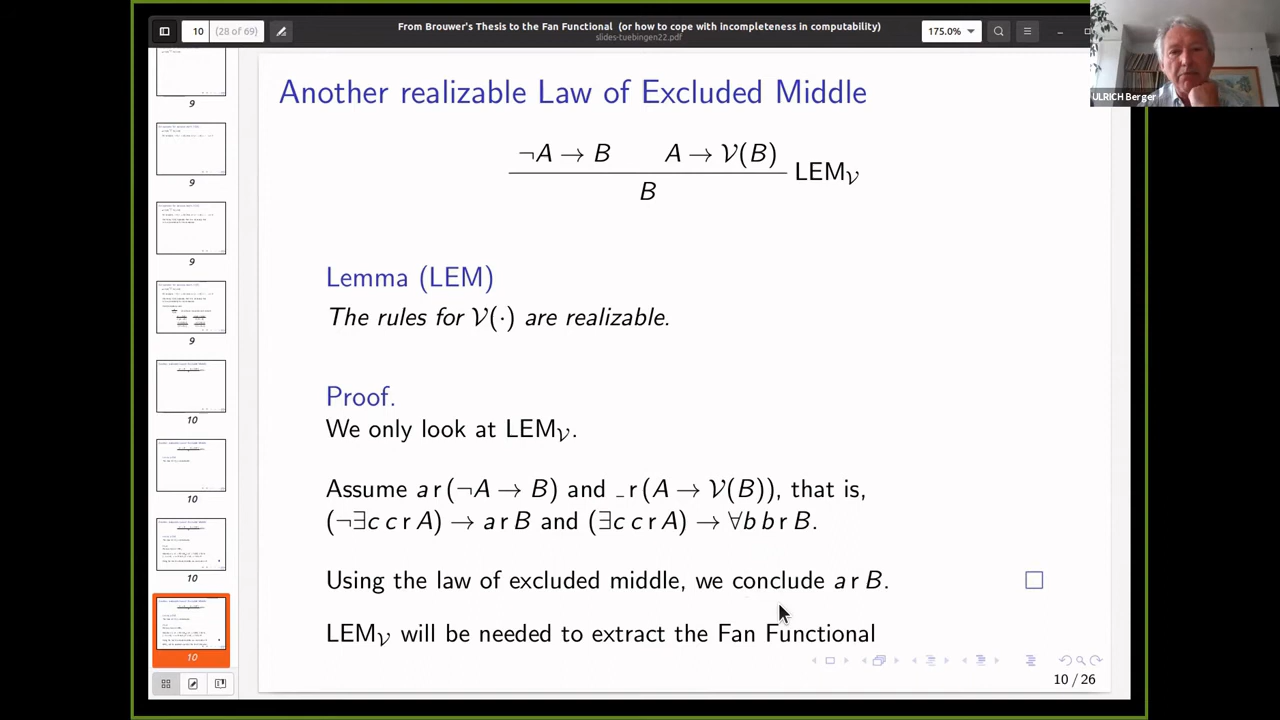 10 (28 of 69)
From Brouwer's Thesis to the Fan Functional (or how to cope with incompleteness in computability)
slides-tuebingen22.pdf
175.0%
ULRICH Berger
9
9
9
9
10
10
10
10
Another realizable Law of Excluded Middle
¬A → B A → 𝒱(B)
LEM𝒱
B
Lemma (LEM)
The rules for 𝒱(·) are realizable.
Proof.
We only look at LEM𝒱.
Assume a r (¬A → B) and _ r (A → 𝒱(B)), that is,
(¬∃c c r A) → a r B and (∃c c r A) → ∀b b r B.
Using the law of excluded middle, we conclude a r B.
LEM𝒱 will be needed to extract the Fan Functional
10 / 26